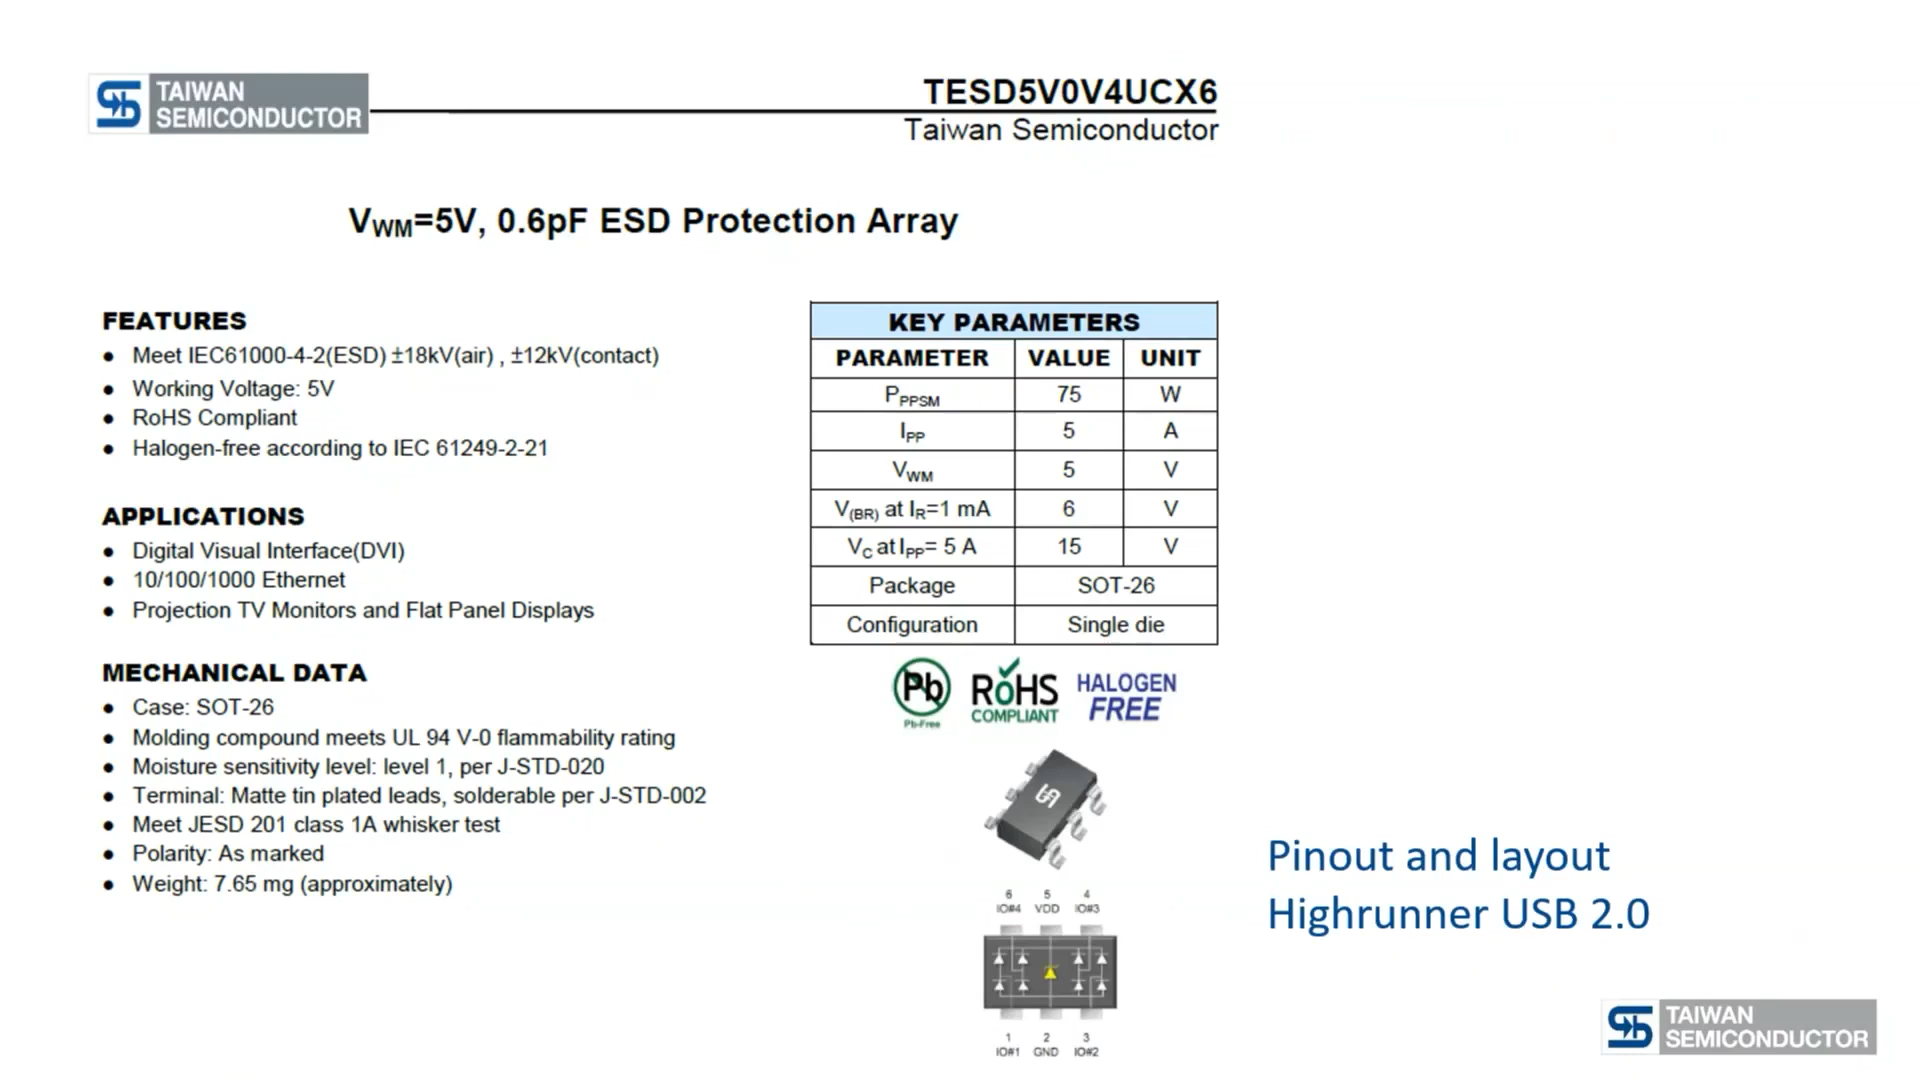 TAIWAN
SEMICONDUCTOR
TESD5V0V4UCX6
Taiwan Semiconductor
VWM=5V, 0.6pF ESD Protection Array
FEATURES
● Meet IEC61000-4-2(ESD) ±18kV(air) , ±12kV(contact)
● Working Voltage: 5V
● RoHS Compliant
● Halogen-free according to IEC 61249-2-21
APPLICATIONS
● Digital Visual Interface(DVI)
● 10/100/1000 Ethernet
● Projection TV Monitors and Flat Panel Displays
MECHANICAL DATA
● Case: SOT-26
● Molding compound meets UL 94 V-0 flammability rating
● Moisture sensitivity level: level 1, per J-STD-020
● Terminal: Matte tin plated leads, solderable per J-STD-002
● Meet JESD 201 class 1A whisker test
● Polarity: As marked
● Weight: 7.65 mg (approximately)
KEY PARAMETERS
PARAMETER VALUE UNIT
PPPSM 75 W
IPP 5 A
VWM 5 V
V(BR) at IR=1 mA 6 V
VC at IPP= 5 A 15 V
Package SOT-26
Configuration Single die
Pb
Pb-Free
RoHS
COMPLIANT
HALOGEN
FREE
6 5 4
IO#4 VDD IO#3
1 2 3
IO#1 GND IO#2
Pinout and layout
Highrunner USB 2.0
TAIWAN
SEMICONDUCTOR